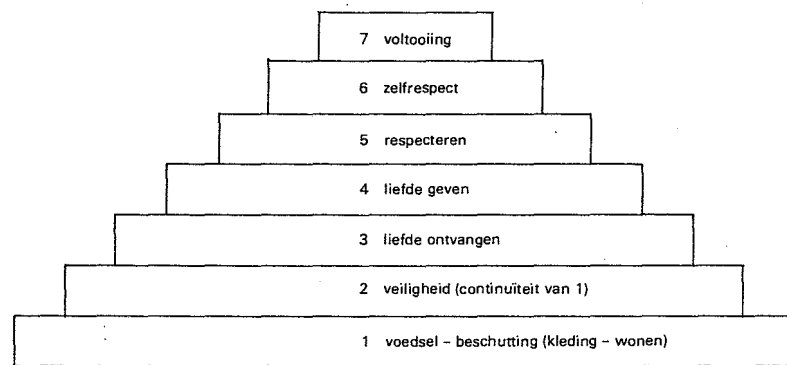 7 voltooiing
6 zelfrespect
5 respecteren
4 liefde geven
3 liefde ontvangen
2 veiligheid (continuïteit van 1)
1 voedsel – beschutting (kleding – wonen)